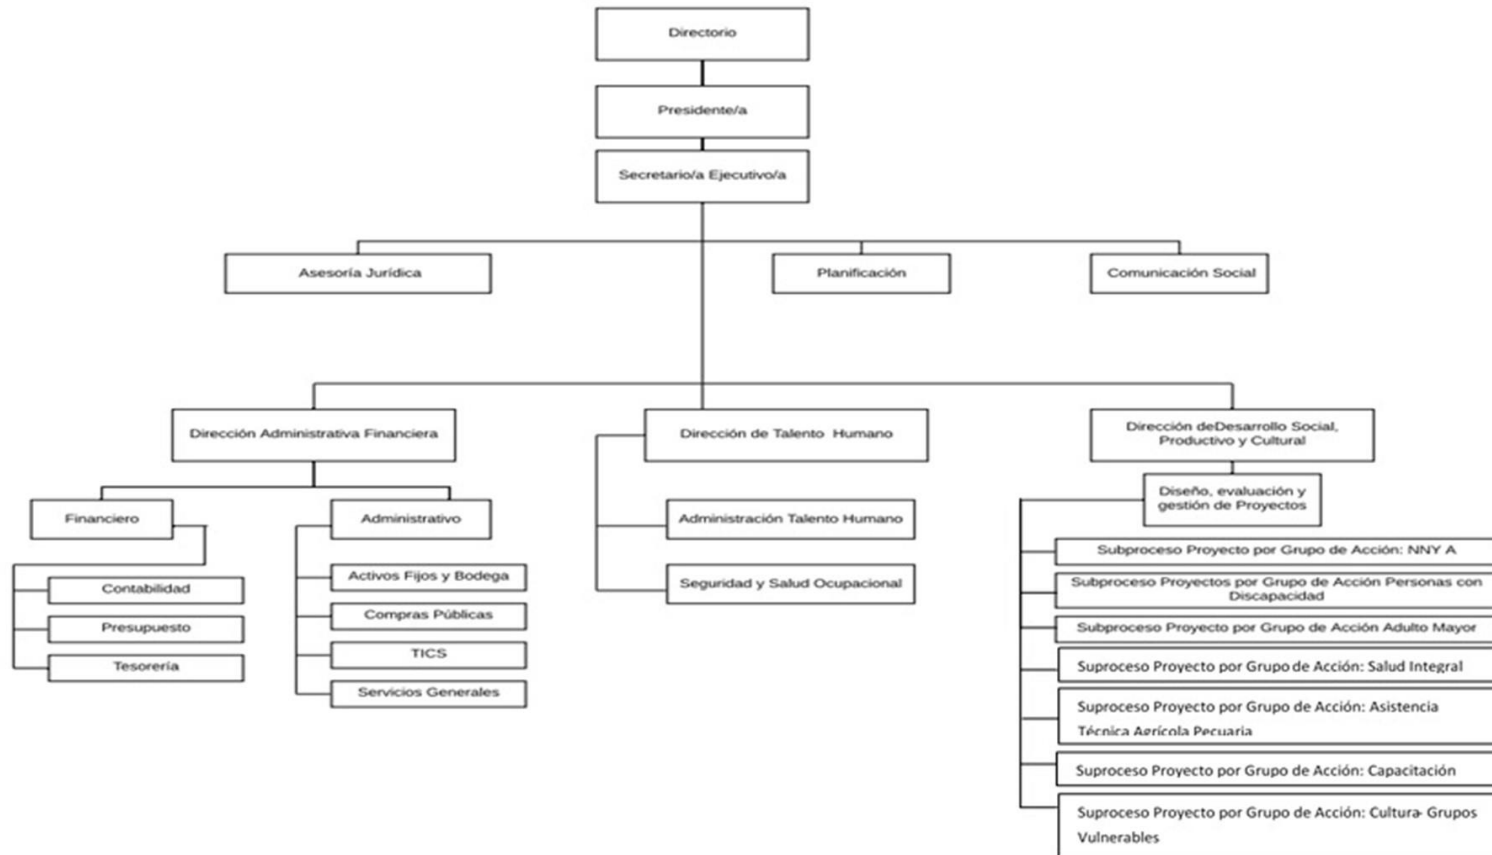 Directorio
Presidente/a
Secretario/a Ejecutivo/a
Asesoría Jurídica
Planificación
Comunicación Social
Dirección Administrativa Financiera
Dirección de Talento Humano
Dirección deDesarrollo Social,
Productivo y Cultural
Financiero
Contabilidad
Presupuesto
Tesorería
Administrativo
Activos Fijos y Bodega
Compras Públicas
TICS
Servicios Generales
Administración Talento Humano
Seguridad y Salud Ocupacional
Diseño, evaluación y
gestión de Proyectos
Subproceso Proyecto por Grupo de Acción: NNY A
Subproceso Proyectos por Grupo de Acción Personas con
Discapacidad
Subproceso Proyecto por Grupo de Acción Adulto Mayor
Suproceso Proyecto por Grupo de Acción: Salud Integral
Suproceso Proyecto por Grupo de Acción: Asistencia
Técnica Agrícola Pecuaria
Suproceso Proyecto por Grupo de Acción: Capacitación
Suproceso Proyecto por Grupo de Acción: Cultura- Grupos
Vulnerables